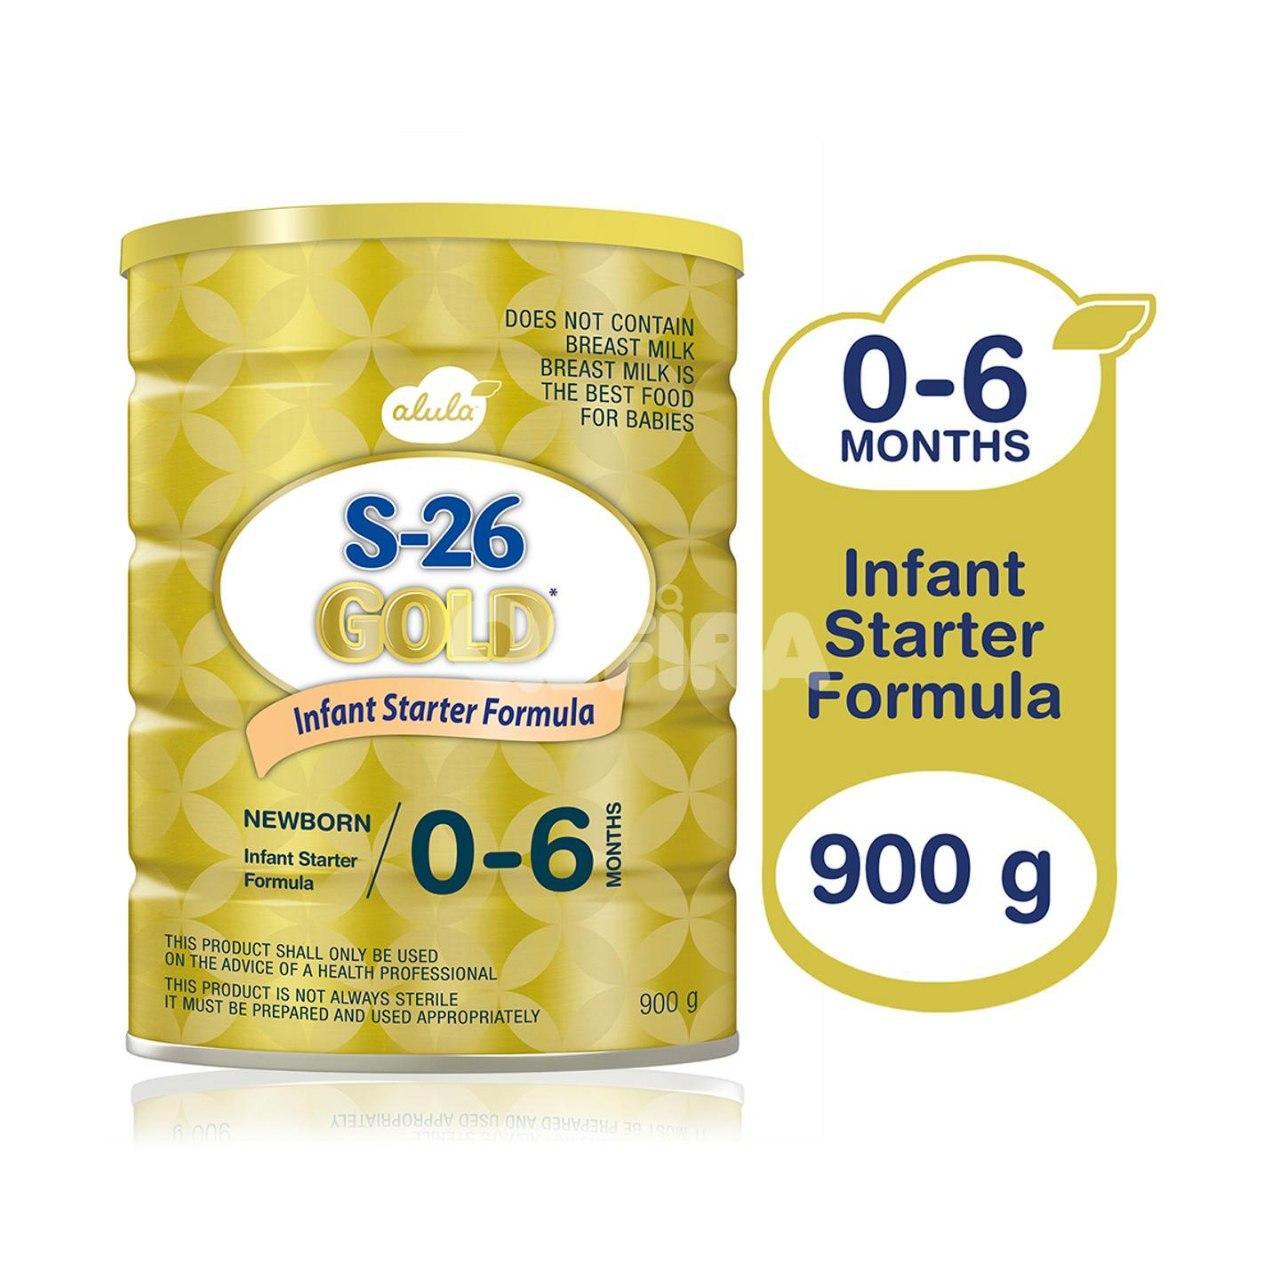 DOES NOT CONTAIN
BREAST MILK
BREAST MILK IS
THE BEST FOOD
FOR BABIES
alula
S-26
GOLD*
Infant Starter Formula
NEWBORN
Infant Starter
Formula
0-6
MONTHS
THIS PRODUCT SHALL ONLY BE USED
ON THE ADVICE OF A HEALTH PROFESSIONAL
THIS PRODUCT IS NOT ALWAYS STERILE
IT MUST BE PREPARED AND USED APPROPRIATELY
900 g
0-6
MONTHS
Infant
Starter
Formula
900 g